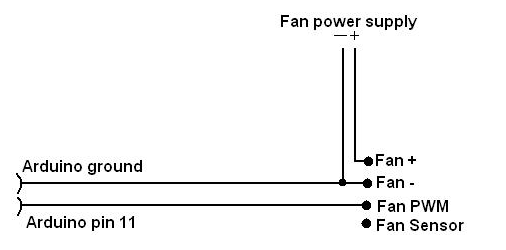 Fan power supply
— +
Fan +
Arduino ground
Fan -
Fan PWM
Arduino pin 11
Fan Sensor